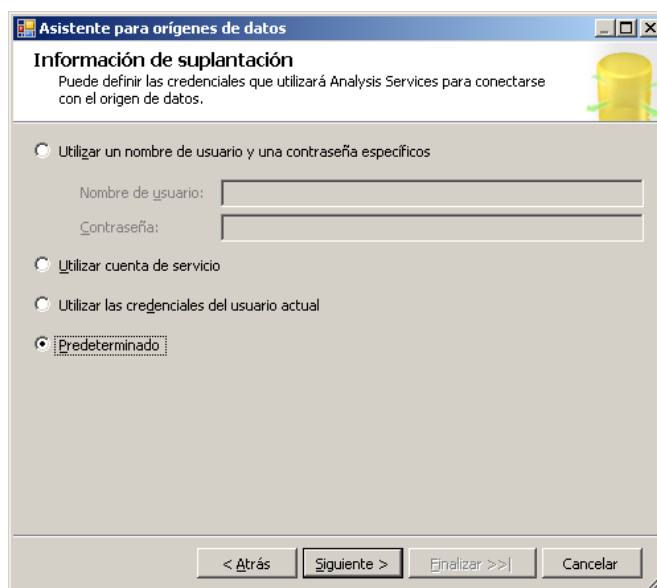 Asistente para orígenes de datos
Información de suplantación
Puede definir las credenciales que utilizará Analysis Services para conectarse
con el origen de datos.
Utilizar un nombre de usuario y una contraseña específicos
Nombre de usuario:
Contraseña:
Utilizar cuenta de servicio
Utilizar las credenciales del usuario actual
Predeterminado
< Atrás Siguiente > Finalizar >>| Cancelar